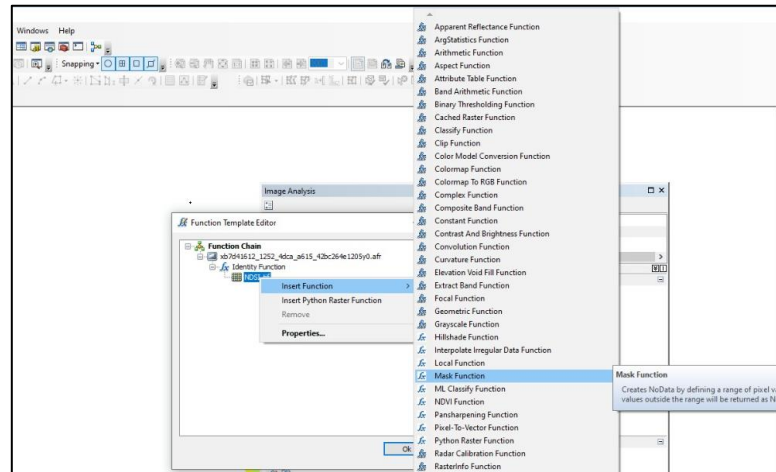 Windows Help
Snapping
Image Analysis
Function Template Editor
Function Chain
xb7d41612_1252_4dca_a615_42bc264e1205y0.afr
Identity Function
Insert Function
Insert Python Raster Function
Remove
Properties...
Ok
Apparent Reflectance Function
ArgStatistics Function
Arithmetic Function
Aspect Function
Attribute Table Function
Band Arithmetic Function
Binary Thresholding Function
Cached Raster Function
Classify Function
Clip Function
Color Model Conversion Function
Colormap Function
Colormap To RGB Function
Complex Function
Composite Band Function
Constant Function
Contrast And Brightness Function
Convolution Function
Curvature Function
Elevation Void Fill Function
Extract Band Function
Focal Function
Geometric Function
Grayscale Function
Hillshade Function
Interpolate Irregular Data Function
Local Function
Mask Function
ML Classify Function
NDVI Function
Pansharpening Function
Pixel-To-Vector Function
Python Raster Function
Radar Calibration Function
RasterInfo Function
Mask Function
Creates NoData by defining a range of pixel
values outside the range will be returned as